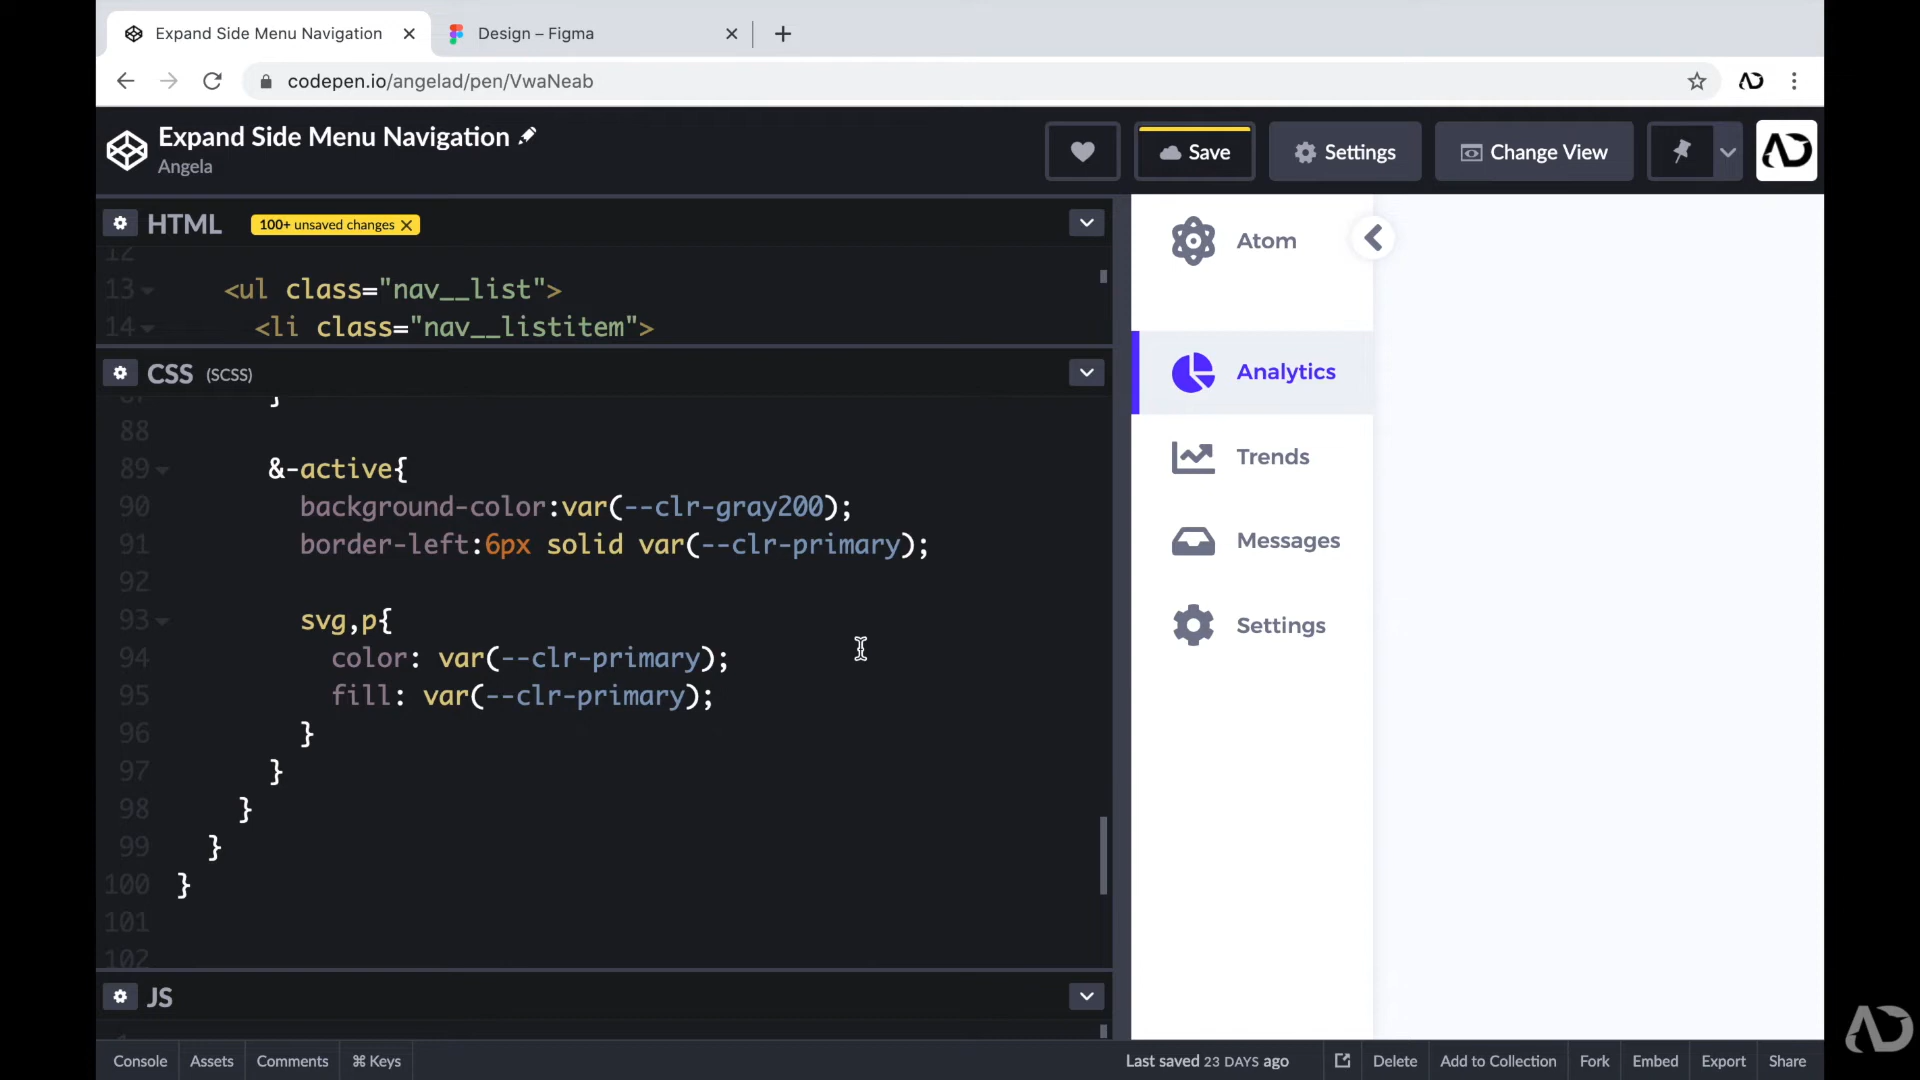 Expand Side Menu Navigation
Design – Figma
codepen.io/angelad/pen/VwaNeab
Expand Side Menu Navigation
Angela
Save
Settings
Change View
HTML
100+ unsaved changes
12
13 <ul class="nav__list">
14 <li class="nav__listitem">
CSS (SCSS)
87 }
88
89 &-active{
90 background-color:var(--clr-gray200);
91 border-left:6px solid var(--clr-primary);
92
93 svg,p{
94 color: var(--clr-primary);
95 fill: var(--clr-primary);
96 }
97 }
98 }
99 }
100 }
101
102
JS
Atom
Analytics
Trends
Messages
Settings
Console
Assets
Comments
⌘ Keys
Last saved 23 DAYS ago
Delete
Add to Collection
Fork
Embed
Export
Share